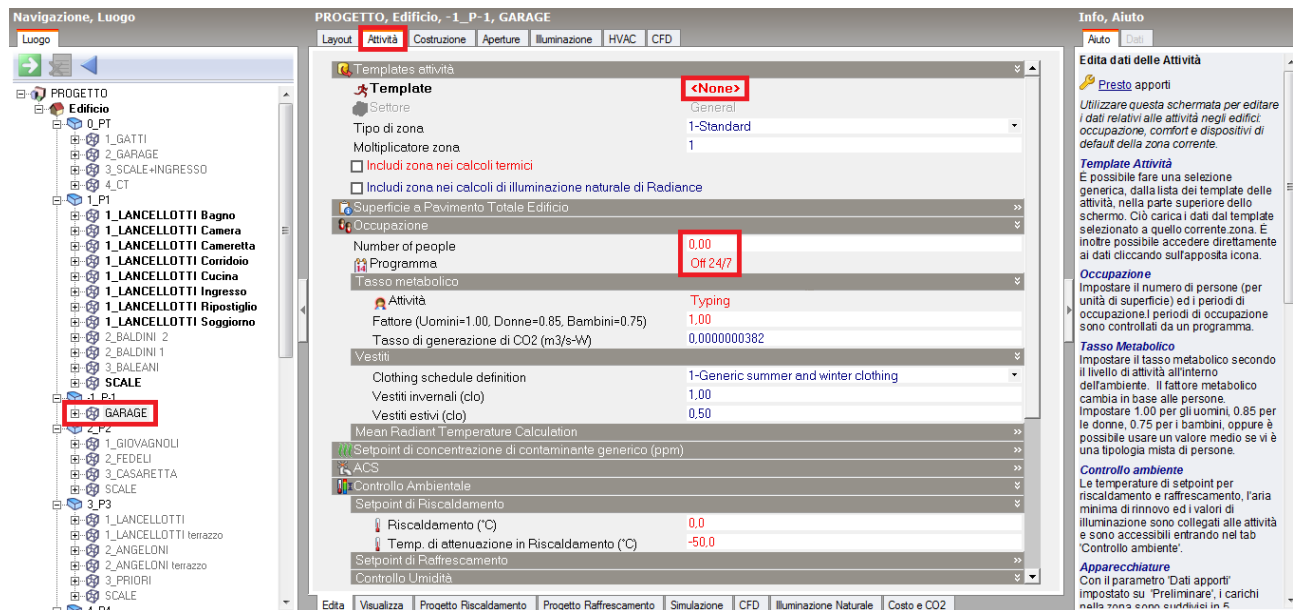 Navigazione, Luogo
Luogo
PROGETTO
Edificio
0_PT
1_GATTI
2_GARAGE
3_SCALE+INGRESSO
4_CT
1_P1
1_LANCELLOTTI Bagno
1_LANCELLOTTI Camera
1_LANCELLOTTI Cameretta
1_LANCELLOTTI Corridoio
1_LANCELLOTTI Cucina
1_LANCELLOTTI Ingresso
1_LANCELLOTTI Ripostiglio
1_LANCELLOTTI Soggiorno
2_BALDINI 2
2_BALDINI 1
3_BALEANI
SCALE
-1_P-1
GARAGE
2_P2
1_GIOVAGNOLI
2_FEDELI
3_CASARETTA
SCALE
3_P3
1_LANCELLOTTI
1_LANCELLOTTI terrazzo
2_ANGELONI
2_ANGELONI terrazzo
3_PRIORI
SCALE
4_P4
PROGETTO, Edificio, -1_P-1, GARAGE
Layout Attività Costruzione Aperture Illuminazione HVAC CFD
Templates attività
Template <None>
Settore General
Tipo di zona 1-Standard
Moltiplicatore zona 1
Includi zona nei calcoli termici
Includi zona nei calcoli di illuminazione naturale di Radiance
Superficie a Pavimento Totale Edificio
Occupazione
Number of people 0,00
Programma Off 24/7
Tasso metabolico
Attività Typing
Fattore (Uomini=1.00, Donne=0.85, Bambini=0.75) 1,00
Tasso di generazione di CO2 (m3/s-W) 0,0000000382
Vestiti
Clothing schedule definition 1-Generic summer and winter clothing
Vestiti invernali (clo) 1,00
Vestiti estivi (clo) 0,50
Mean Radiant Temperature Calculation
Setpoint di concentrazione di contaminante generico (ppm)
ACS
Controllo Ambientale
Setpoint di Riscaldamento
Riscaldamento (°C) 0,0
Temp. di attenuazione in Riscaldamento (°C) -50,0
Setpoint di Raffrescamento
Controllo Umidità
Edita Visualizza Progetto Riscaldamento Progetto Raffrescamento Simulazione CFD Illuminazione Naturale Costo e CO2
Info, Aiuto
Aiuto Dati
Edita dati delle Attività
Presto apporti
Utilizzare questa schermata per editare
i dati relativi alle attività negli edifici:
occupazione, comfort e dispositivi di
default della zona corrente.
Template Attività
È possibile fare una selezione
generica, dalla lista dei template delle
attività, nella parte superiore dello
schermo. Ciò carica i dati dal template
selezionato a quello corrente.zona. È
inoltre possibile accedere direttamente
ai dati cliccando sull'apposita icona.
Occupazione
Impostare il numero di persone (per
unità di superficie) ed i periodi di
occupazione.I periodi di occupazione
sono controllati da un programma.
Tasso Metabolico
Impostare il tasso metabolico secondo
il livello di attività all'interno
dell'ambiente. Il fattore metabolico
cambia in base alle persone.
Impostare 1.00 per gli uomini, 0.85 per
le donne, 0.75 per i bambini, oppure è
possibile usare un valore medio se vi è
una tipologia mista di persone.
Controllo ambiente
Le temperature di setpoint per
riscaldamento e raffrescamento, l'aria
minima di rinnovo ed i valori di
illuminazione sono collegati alle attività
e sono accessibili entrando nel tab
'Controllo ambiente'.
Apparecchiature
Con il parametro 'Dati apporti'
impostato su 'Preliminare', i carichi
nella zona sono suddivisi in 5